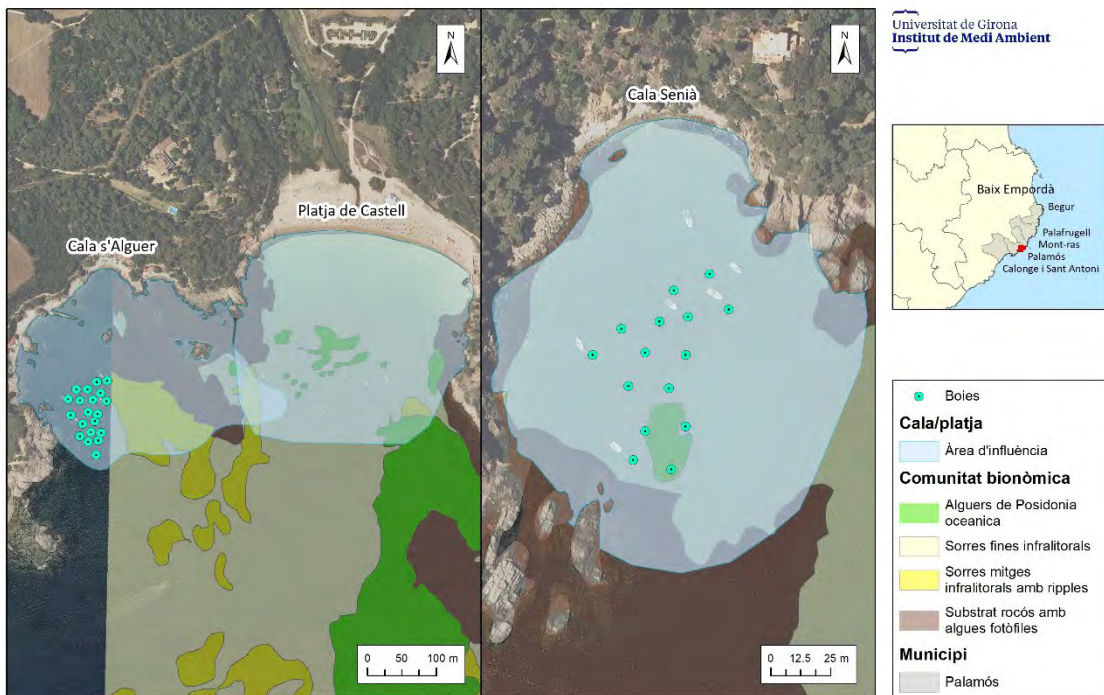 N
Cala s'Alguer
Platja de Castell
0 50 100 m
N
Cala Senià
0 12.5 25 m
Universitat de Girona
Institut de Medi Ambient
Baix Empordà
Begur
Palafrugell
Mont-ras
Palamós
Calonge i Sant Antoni
Boies
Cala/platja
Àrea d'influència
Comunitat bionòmica
Alguers de Posidonia
oceanica
Sorres fines infralitorals
Sorres mitges
infralitorals amb ripples
Substrat rocós amb
algues fotòfiles
Municipi
Palamós